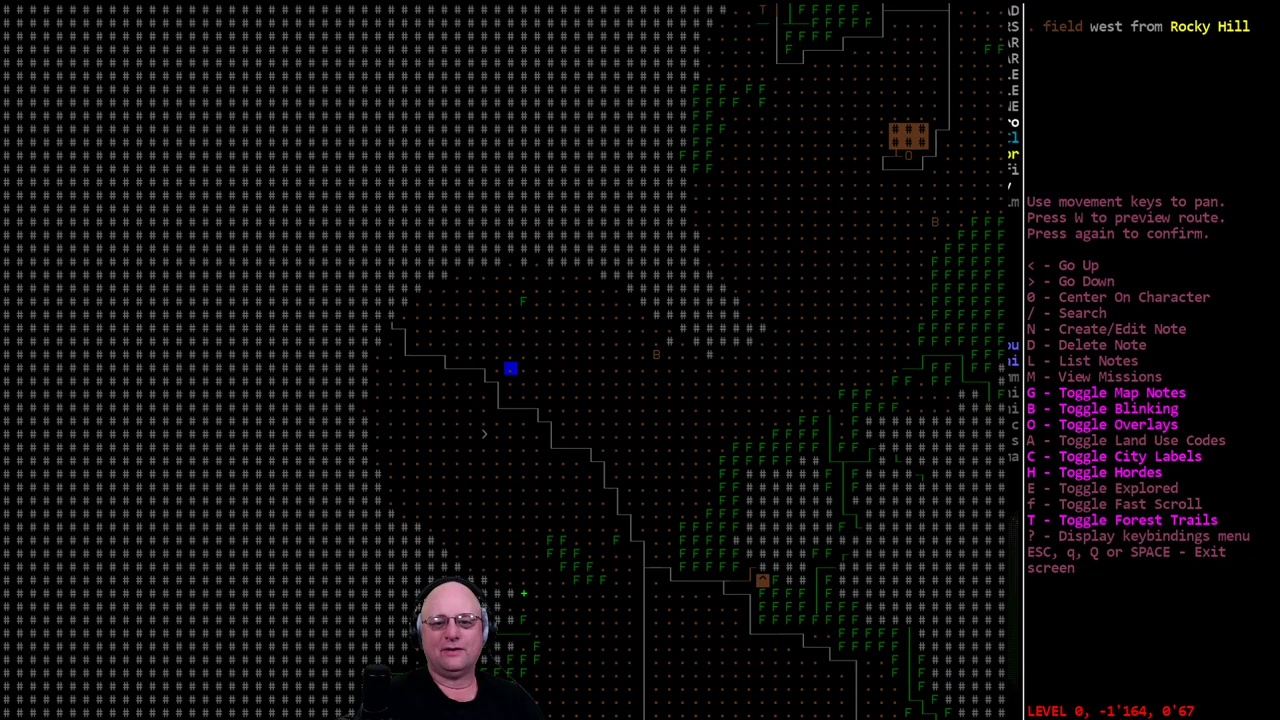 . field west from Rocky Hill
Use movement keys to pan.
Press W to preview route.
Press again to confirm.
< - Go Up
> - Go Down
0 - Center On Character
/ - Search
N - Create/Edit Note
D - Delete Note
L - List Notes
M - View Missions
G - Toggle Map Notes
B - Toggle Blinking
O - Toggle Overlays
A - Toggle Land Use Codes
C - Toggle City Labels
H - Toggle Hordes
E - Toggle Explored
f - Toggle Fast Scroll
T - Toggle Forest Trails
? - Display keybindings menu
ESC, q, Q or SPACE - Exit
screen
LEVEL 0, -1'164, 0'67